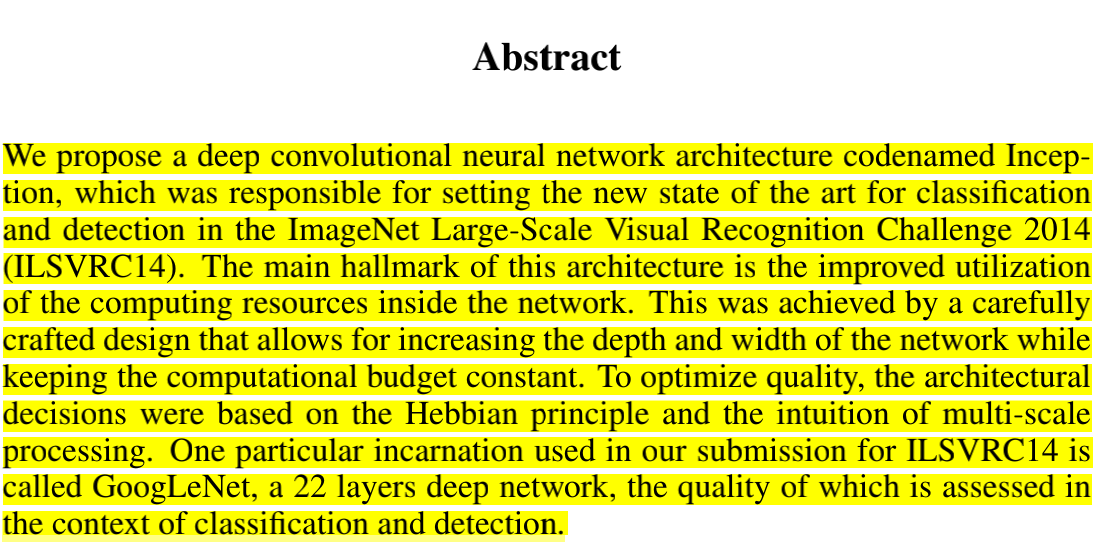 Abstract
We propose a deep convolutional neural network architecture codenamed Incep-
tion, which was responsible for setting the new state of the art for classification
and detection in the ImageNet Large-Scale Visual Recognition Challenge 2014
(ILSVRC14). The main hallmark of this architecture is the improved utilization
of the computing resources inside the network. This was achieved by a carefully
crafted design that allows for increasing the depth and width of the network while
keeping the computational budget constant. To optimize quality, the architectural
decisions were based on the Hebbian principle and the intuition of multi-scale
processing. One particular incarnation used in our submission for ILSVRC14 is
called GoogLeNet, a 22 layers deep network, the quality of which is assessed in
the context of classification and detection.